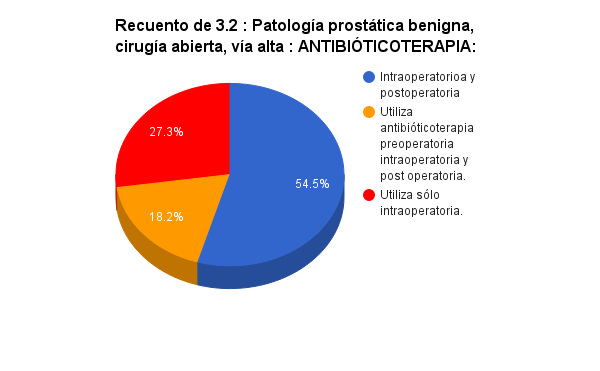 Recuento de 3.2 : Patología prostática benigna,
cirugía abierta, vía alta : ANTIBIÓTICOTERAPIA:
Intraoperatorioa y
postoperatoria
Utiliza
antibióticoterapia
preoperatoria
intraoperatoria y
post operatoria.
Utiliza sólo
intraoperatoria.
27.3%
54.5%
18.2%